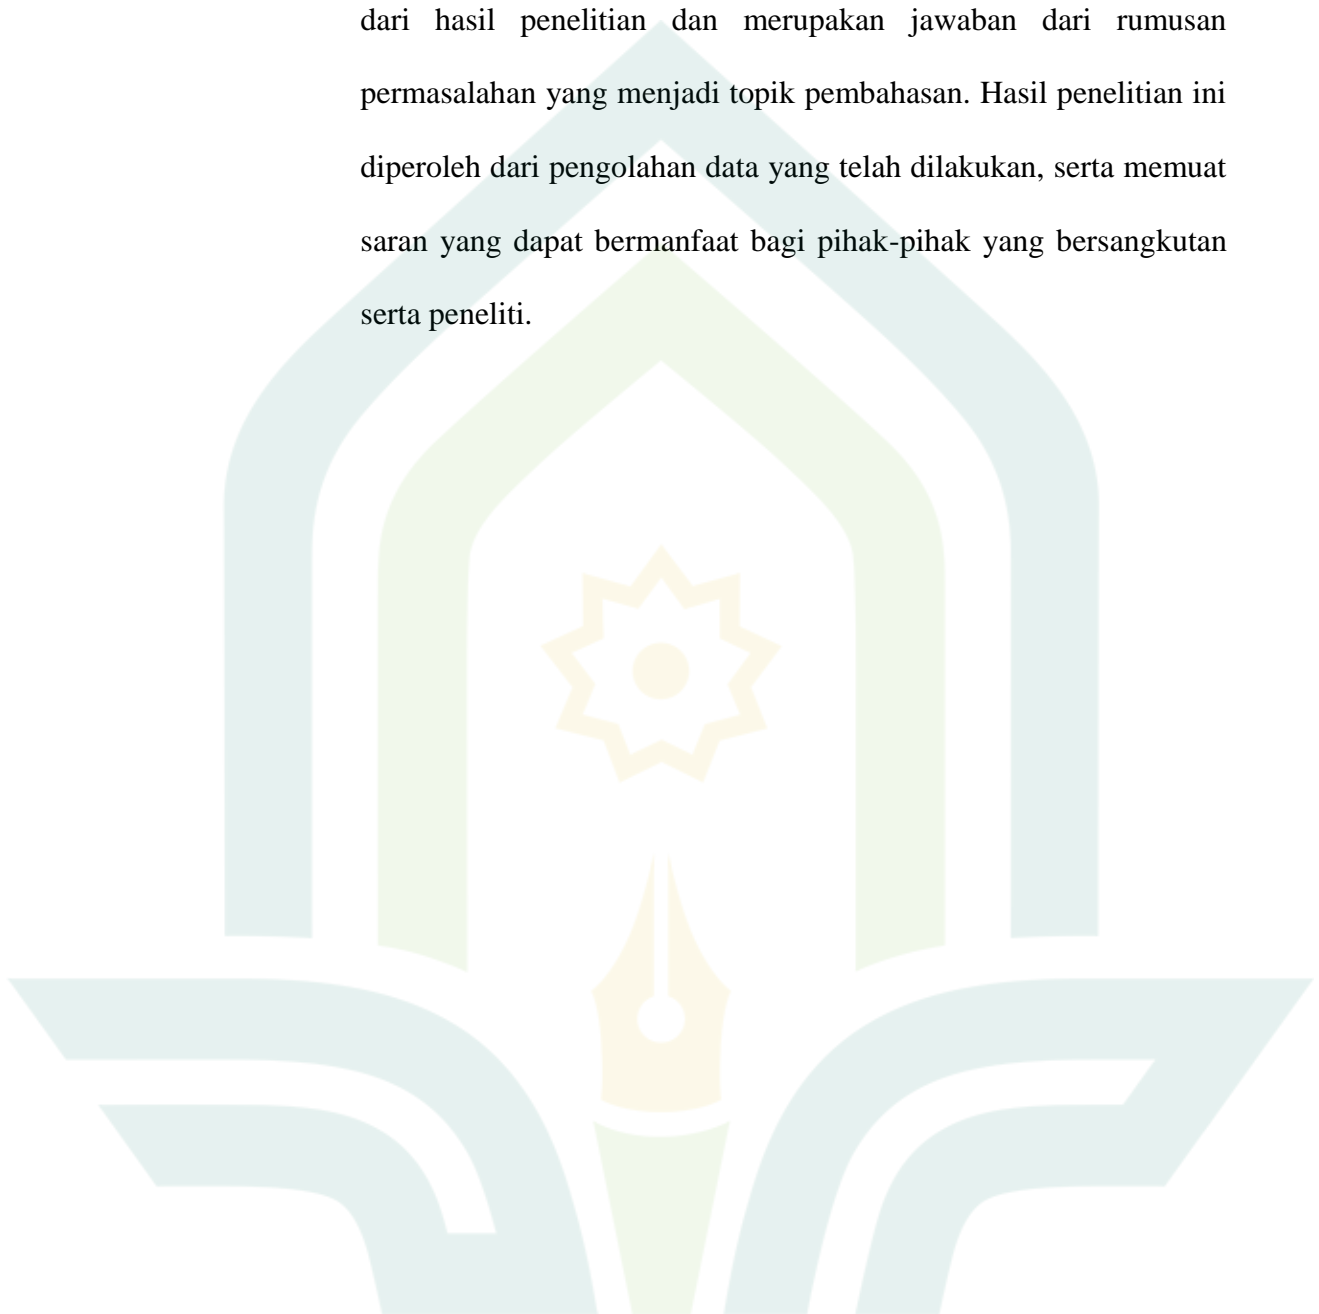 dari hasil penelitian dan merupakan jawaban dari rumusan
permasalahan yang menjadi topik pembahasan. Hasil penelitian ini
diperoleh dari pengolahan data yang telah dilakukan, serta memuat
saran yang dapat bermanfaat bagi pihak-pihak yang bersangkutan
serta peneliti.